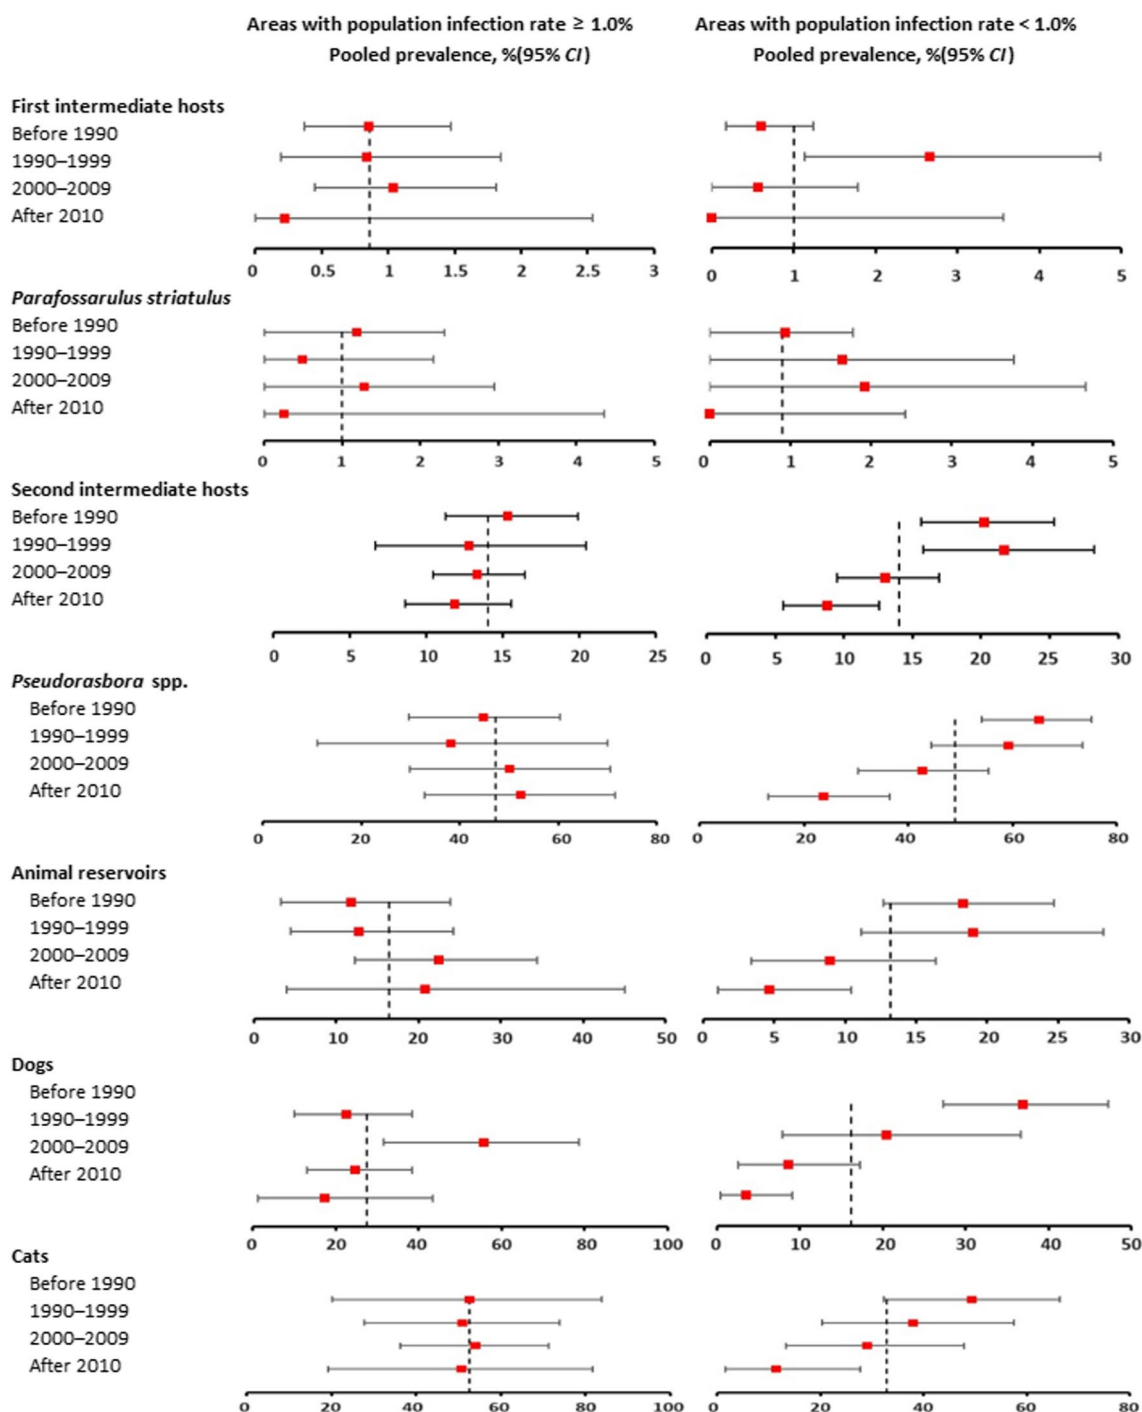 Areas with population infection rate ≥ 1.0% Areas with population infection rate < 1.0%
Pooled prevalence, %(95% CI) Pooled prevalence, %(95% CI)
First intermediate hosts
Before 1990
1990–1999
2000–2009
After 2010
0 0.5 1 1.5 2 2.5 3 0 1 2 3 4 5
Parafossarulus striatulus
Before 1990
1990–1999
2000–2009
After 2010
0 1 2 3 4 5 0 1 2 3 4 5
Second intermediate hosts
Before 1990
1990–1999
2000–2009
After 2010
0 5 10 15 20 25 0 5 10 15 20 25 30
Pseudorasbora spp.
Before 1990
1990–1999
2000–2009
After 2010
0 20 40 60 80 0 20 40 60 80
Animal reservoirs
Before 1990
1990–1999
2000–2009
After 2010
0 10 20 30 40 50 0 5 10 15 20 25 30
Dogs
Before 1990
1990–1999
2000–2009
After 2010
0 20 40 60 80 100 0 10 20 30 40 50
Cats
Before 1990
1990–1999
2000–2009
After 2010
0 20 40 60 80 100 0 20 40 60 80